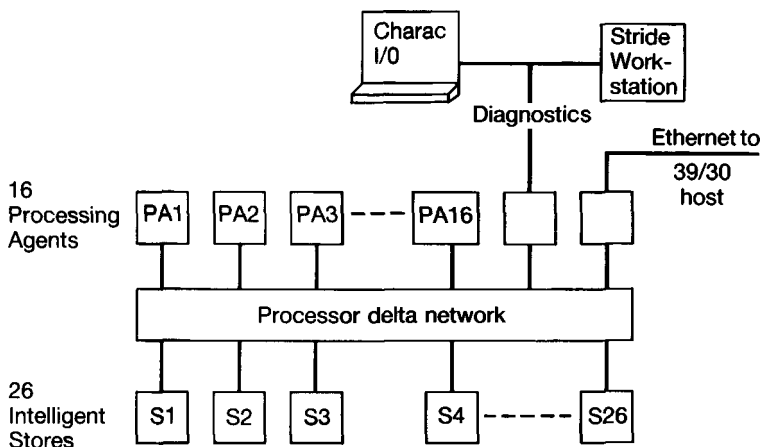 Charac
I/0
Stride
Work-
station
Diagnostics
Ethernet to
39/30
host
16
Processing
Agents
PA1
PA2
PA3
PA16
Processor delta network
26
Intelligent
Stores
S1
S2
S3
S4
S26